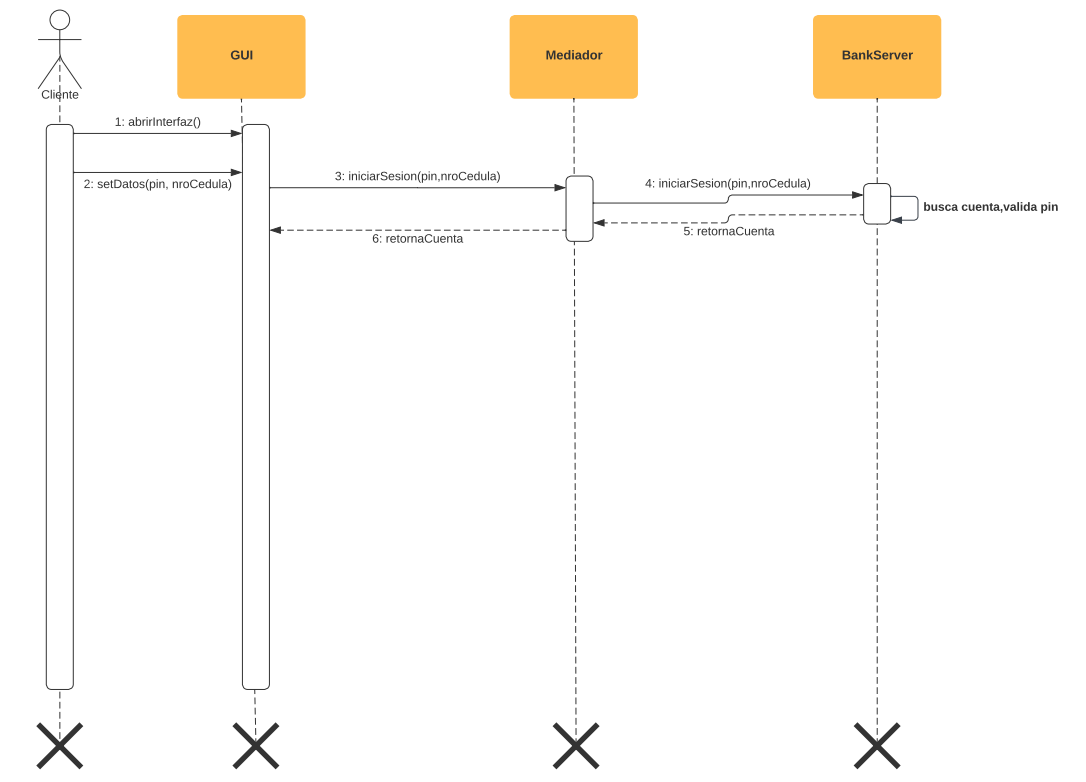 Cliente
GUI
Mediador
BankServer
1: abrirInterfaz()
2: setDatos(pin, nroCedula)
3: iniciarSesion(pin,nroCedula)
4: iniciarSesion(pin,nroCedula)
busca cuenta,valida pin
5: retornaCuenta
6: retornaCuenta